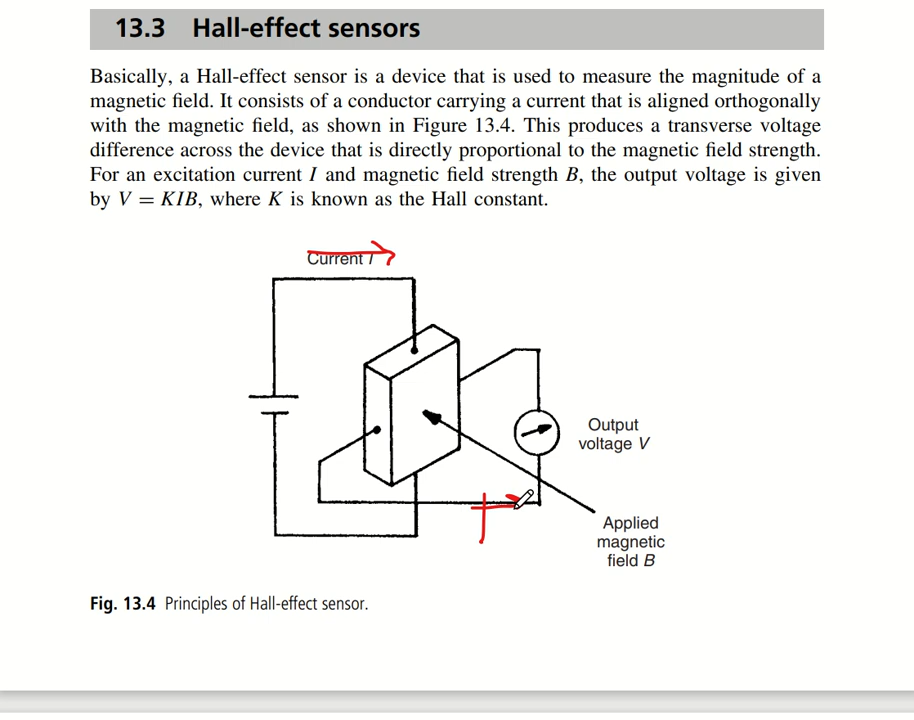 13.3 Hall-effect sensors
Basically, a Hall-effect sensor is a device that is used to measure the magnitude of a
magnetic field. It consists of a conductor carrying a current that is aligned orthogonally
with the magnetic field, as shown in Figure 13.4. This produces a transverse voltage
difference across the device that is directly proportional to the magnetic field strength.
For an excitation current I and magnetic field strength B, the output voltage is given
by V = KIB, where K is known as the Hall constant.
Current I
Output
voltage V
Applied
magnetic
field B
Fig. 13.4 Principles of Hall-effect sensor.